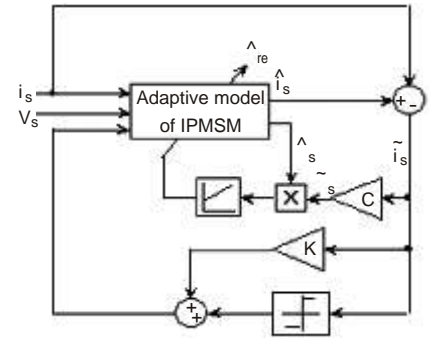 ^
re
^
i s
i s
V s
Adaptive model
of IPMSM
+ -
^
s
~
i s
~
s
X
C
K
+
+